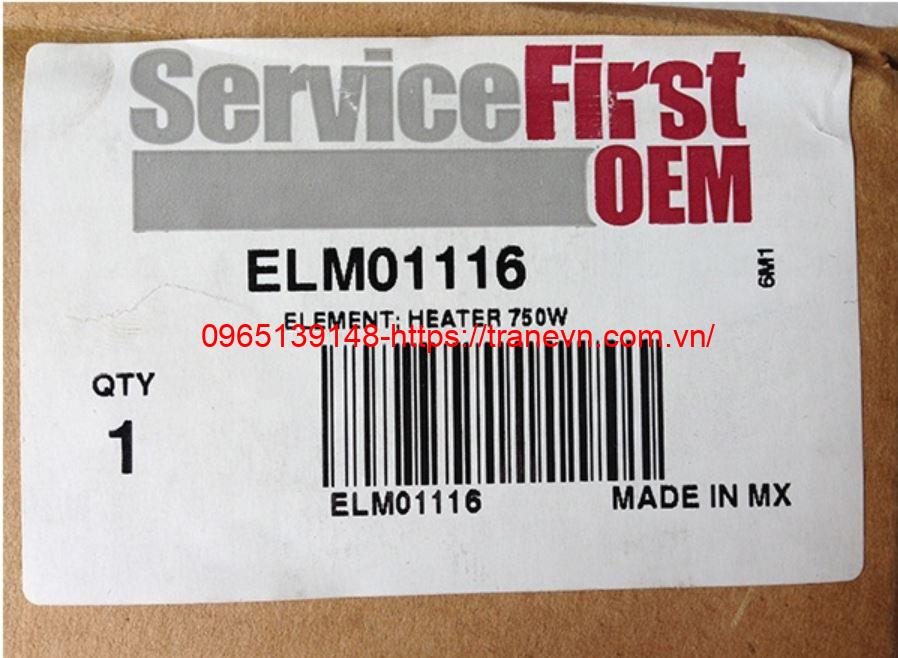 ServiceFirst
OEM
ELM01116
6M1
ELEMENT; HEATER 750W
0965139148-https://tranevn.com.vn/
QTY
1
ELM01116
MADE IN MX